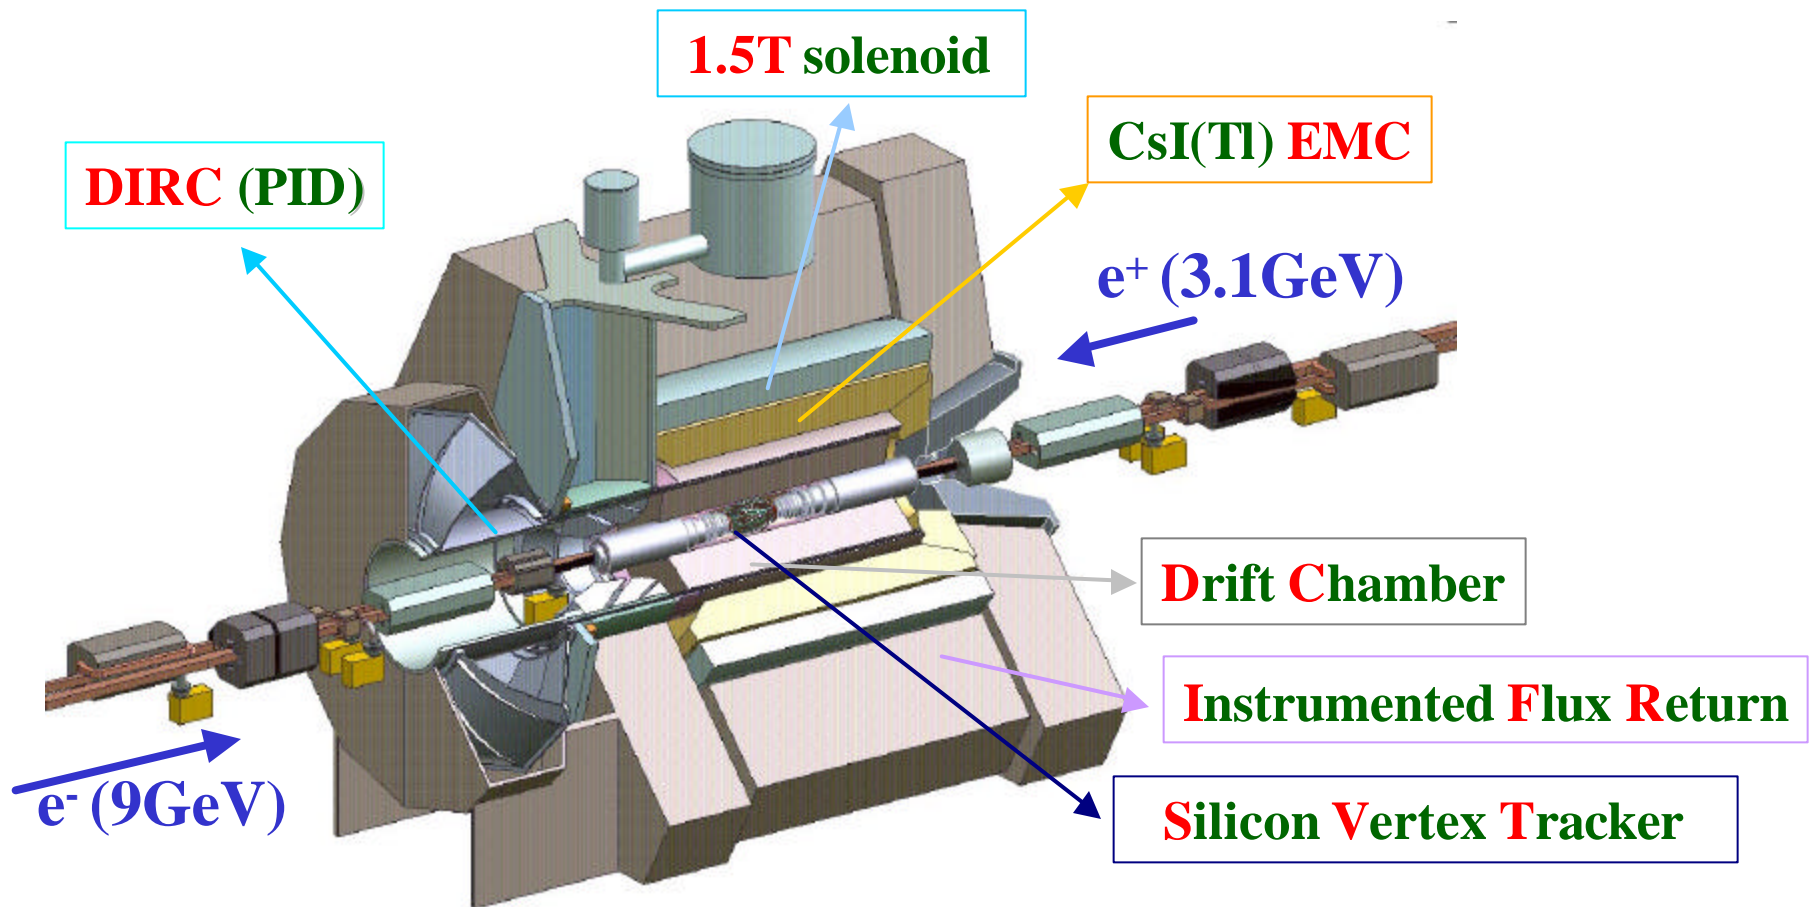 1.5T solenoid
CsI(Tl) EMC
DIRC (PID)
e+ (3.1GeV)
Drift Chamber
Instrumented Flux Return
e- (9GeV)
Silicon Vertex Tracker